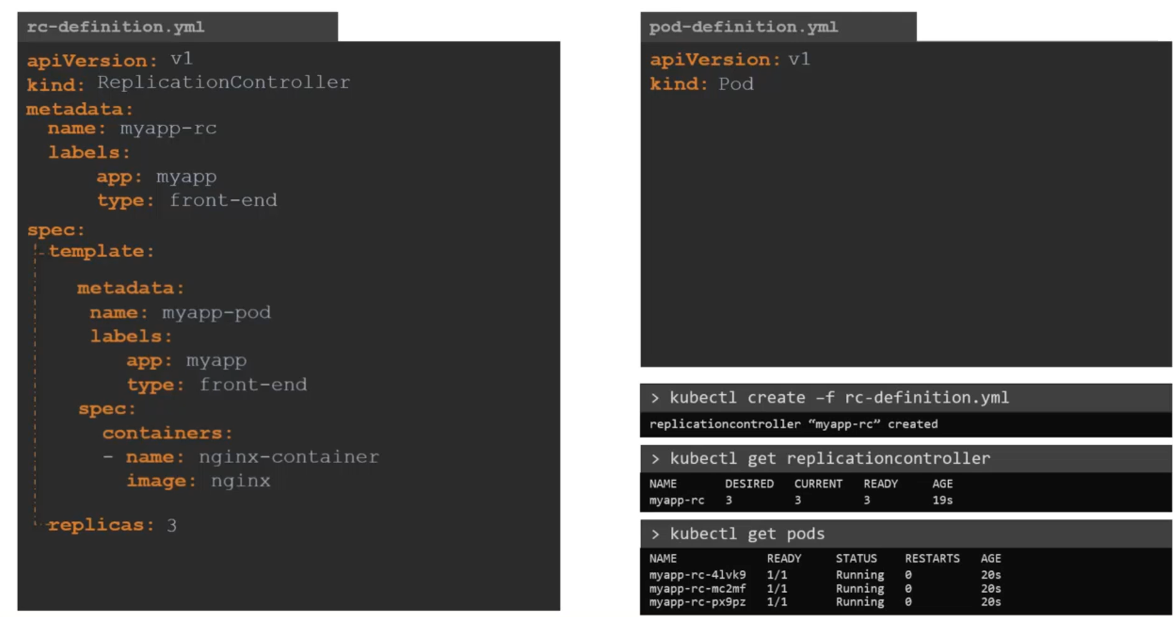 rc-definition.yml
apiVersion: v1
kind: ReplicationController
metadata:
name: myapp-rc
labels:
app: myapp
type: front-end
spec:
template:
metadata:
name: myapp-pod
labels:
app: myapp
type: front-end
spec:
containers:
- name: nginx-container
image: nginx
replicas: 3
pod-definition.yml
apiVersion: v1
kind: Pod
> kubectl create –f rc-definition.yml
replicationcontroller “myapp-rc” created
> kubectl get replicationcontroller
NAME DESIRED CURRENT READY AGE
myapp-rc 3 3 3 19s
> kubectl get pods
NAME READY STATUS RESTARTS AGE
myapp-rc-4lvk9 1/1 Running 0 20s
myapp-rc-mc2mf 1/1 Running 0 20s
myapp-rc-px9pz 1/1 Running 0 20s